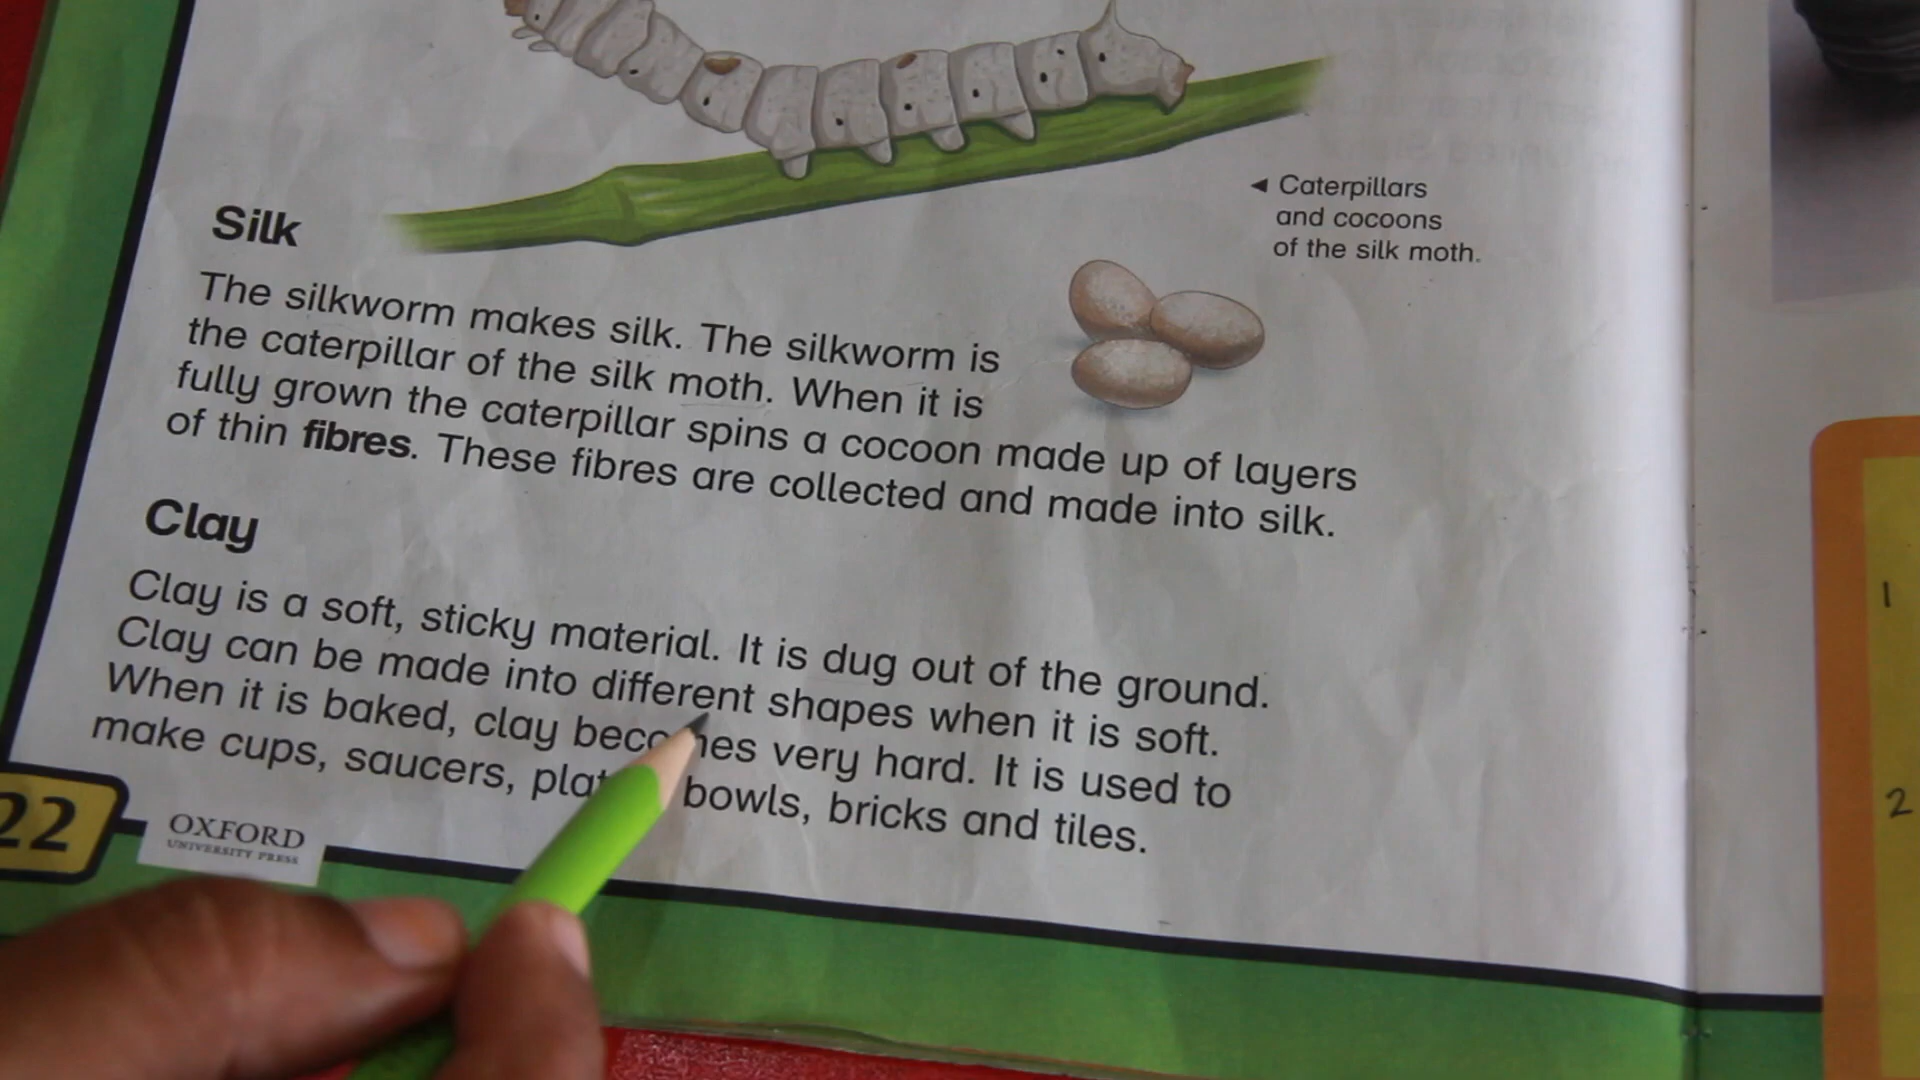 ◄ Caterpillars
and cocoons
of the silk moth.
Silk
The silkworm makes silk. The silkworm is
the caterpillar of the silk moth. When it is
fully grown the caterpillar spins a cocoon made up of layers
of thin fibres. These fibres are collected and made into silk.
Clay
Clay is a soft, sticky material. It is dug out of the ground.
Clay can be made into different shapes when it is soft.
When it is baked, clay becomes very hard. It is used to
make cups, saucers, bowls, bricks and tiles.
22
OXFORD
UNIVERSITY PRESS
1
2